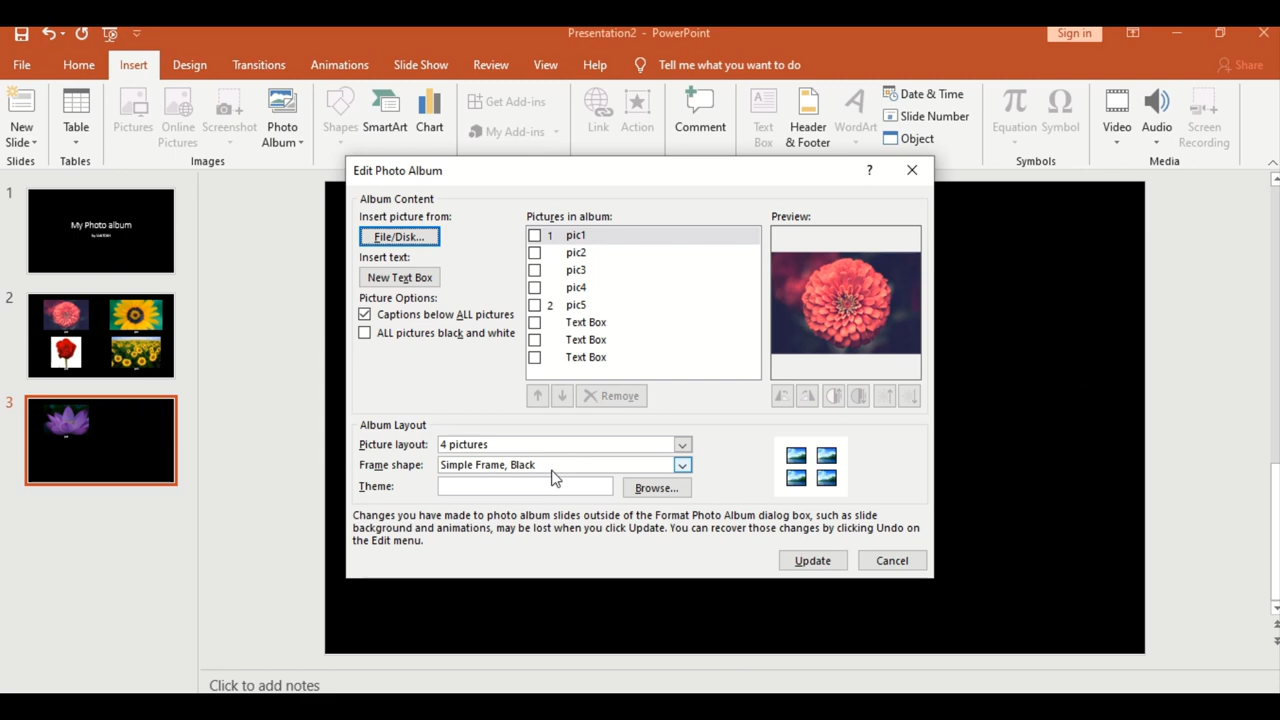 Presentation2 - PowerPoint
Sign in
File Home Insert Design Transitions Animations Slide Show Review View Help Tell me what you want to do Share
New Slide
Table
Pictures
Online Pictures
Screenshot
Photo Album
Shapes
SmartArt
Chart
Get Add-ins
My Add-ins
Link
Action
Comment
Text Box
Header & Footer
WordArt
Date & Time
Slide Number
Object
Equation
Symbol
Video
Audio
Screen Recording
Slides Tables Images Symbols Media
1
My Photo album
2
3
Edit Photo Album ?
Album Content
Insert picture from:
File/Disk...
Insert text:
New Text Box
Picture Options:
Captions below ALL pictures
ALL pictures black and white
Pictures in album:
1 pic1
pic2
pic3
pic4
2 pic5
Text Box
Text Box
Text Box
Remove
Preview:
Album Layout
Picture layout: 4 pictures
Frame shape: Simple Frame, Black
Theme:
Browse...
Changes you have made to photo album slides outside of the Format Photo Album dialog box, such as slide
background and animations, may be lost when you click Update. You can recover those changes by clicking Undo on
the Edit menu.
Update Cancel
Click to add notes